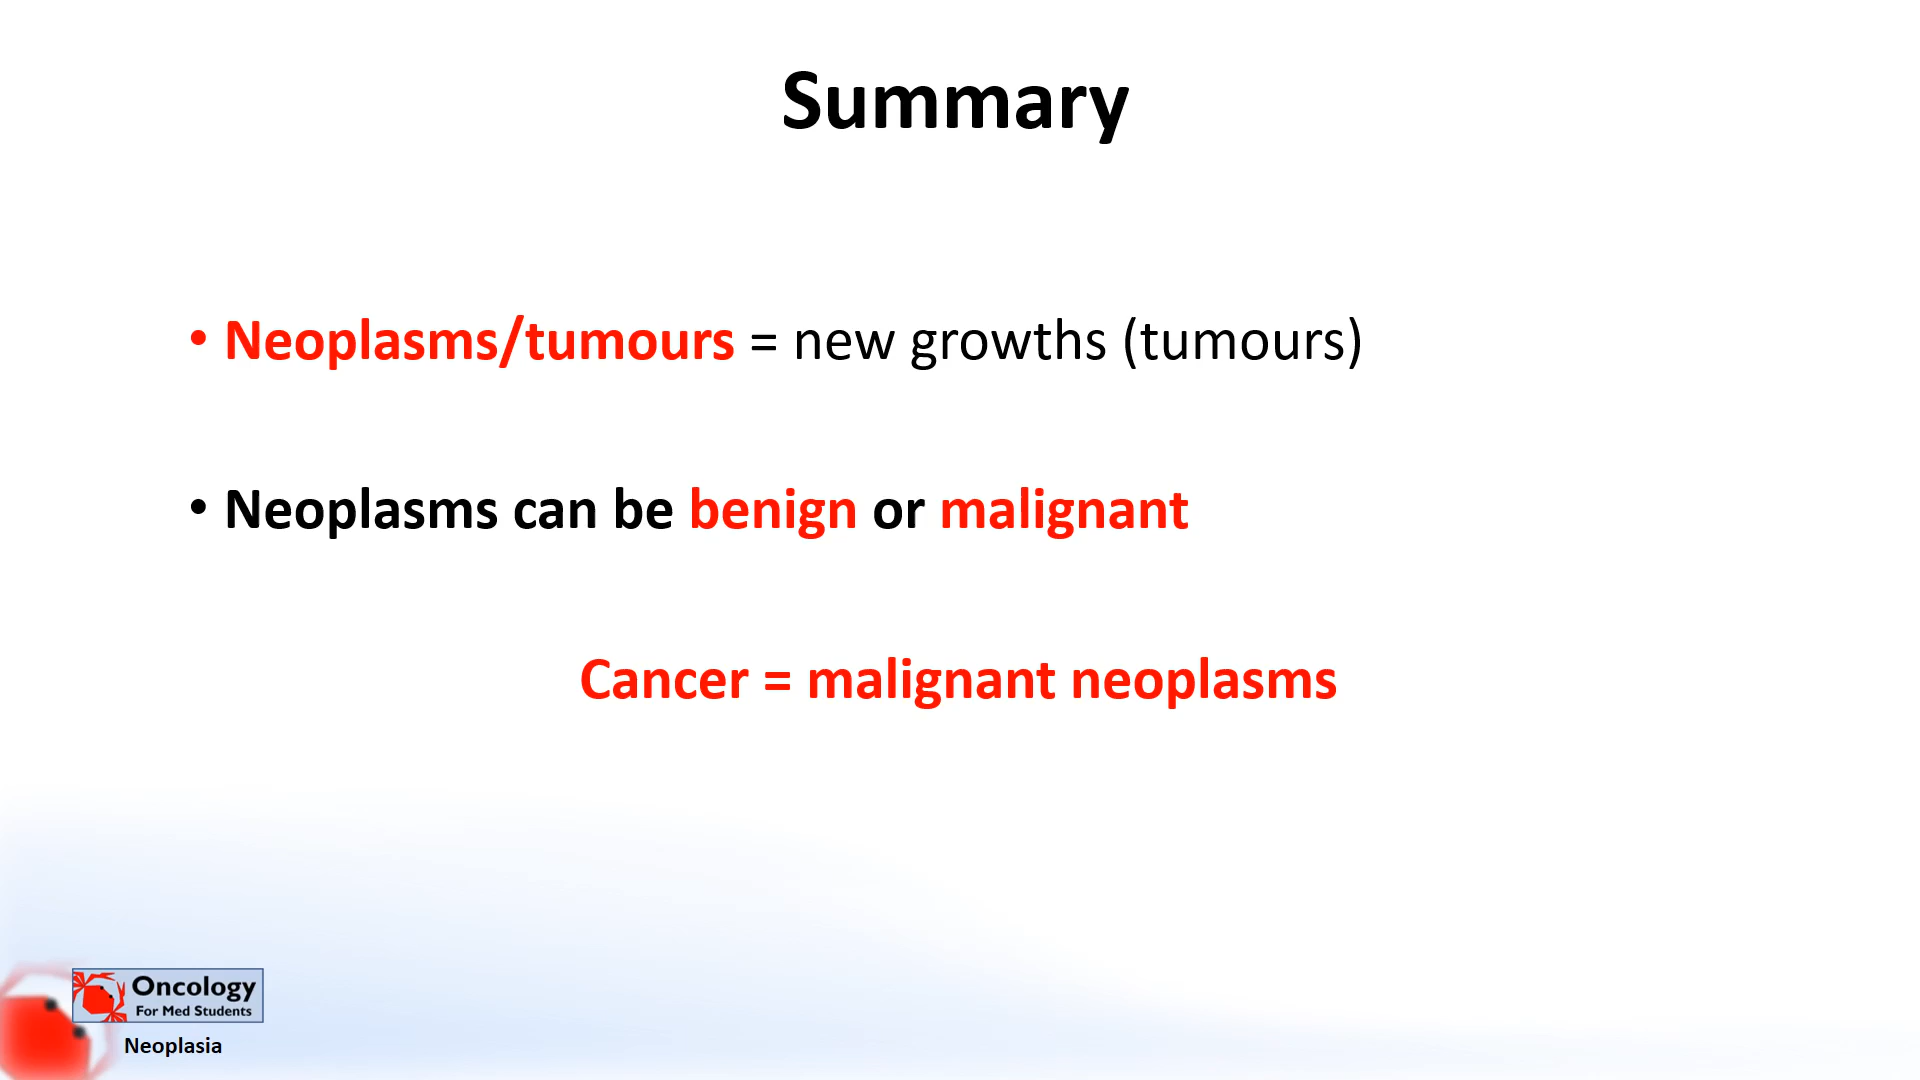 Summary
• Neoplasms/tumours = new growths (tumours)
• Neoplasms can be benign or malignant
Cancer = malignant neoplasms
Oncology
For Med Students
Neoplasia